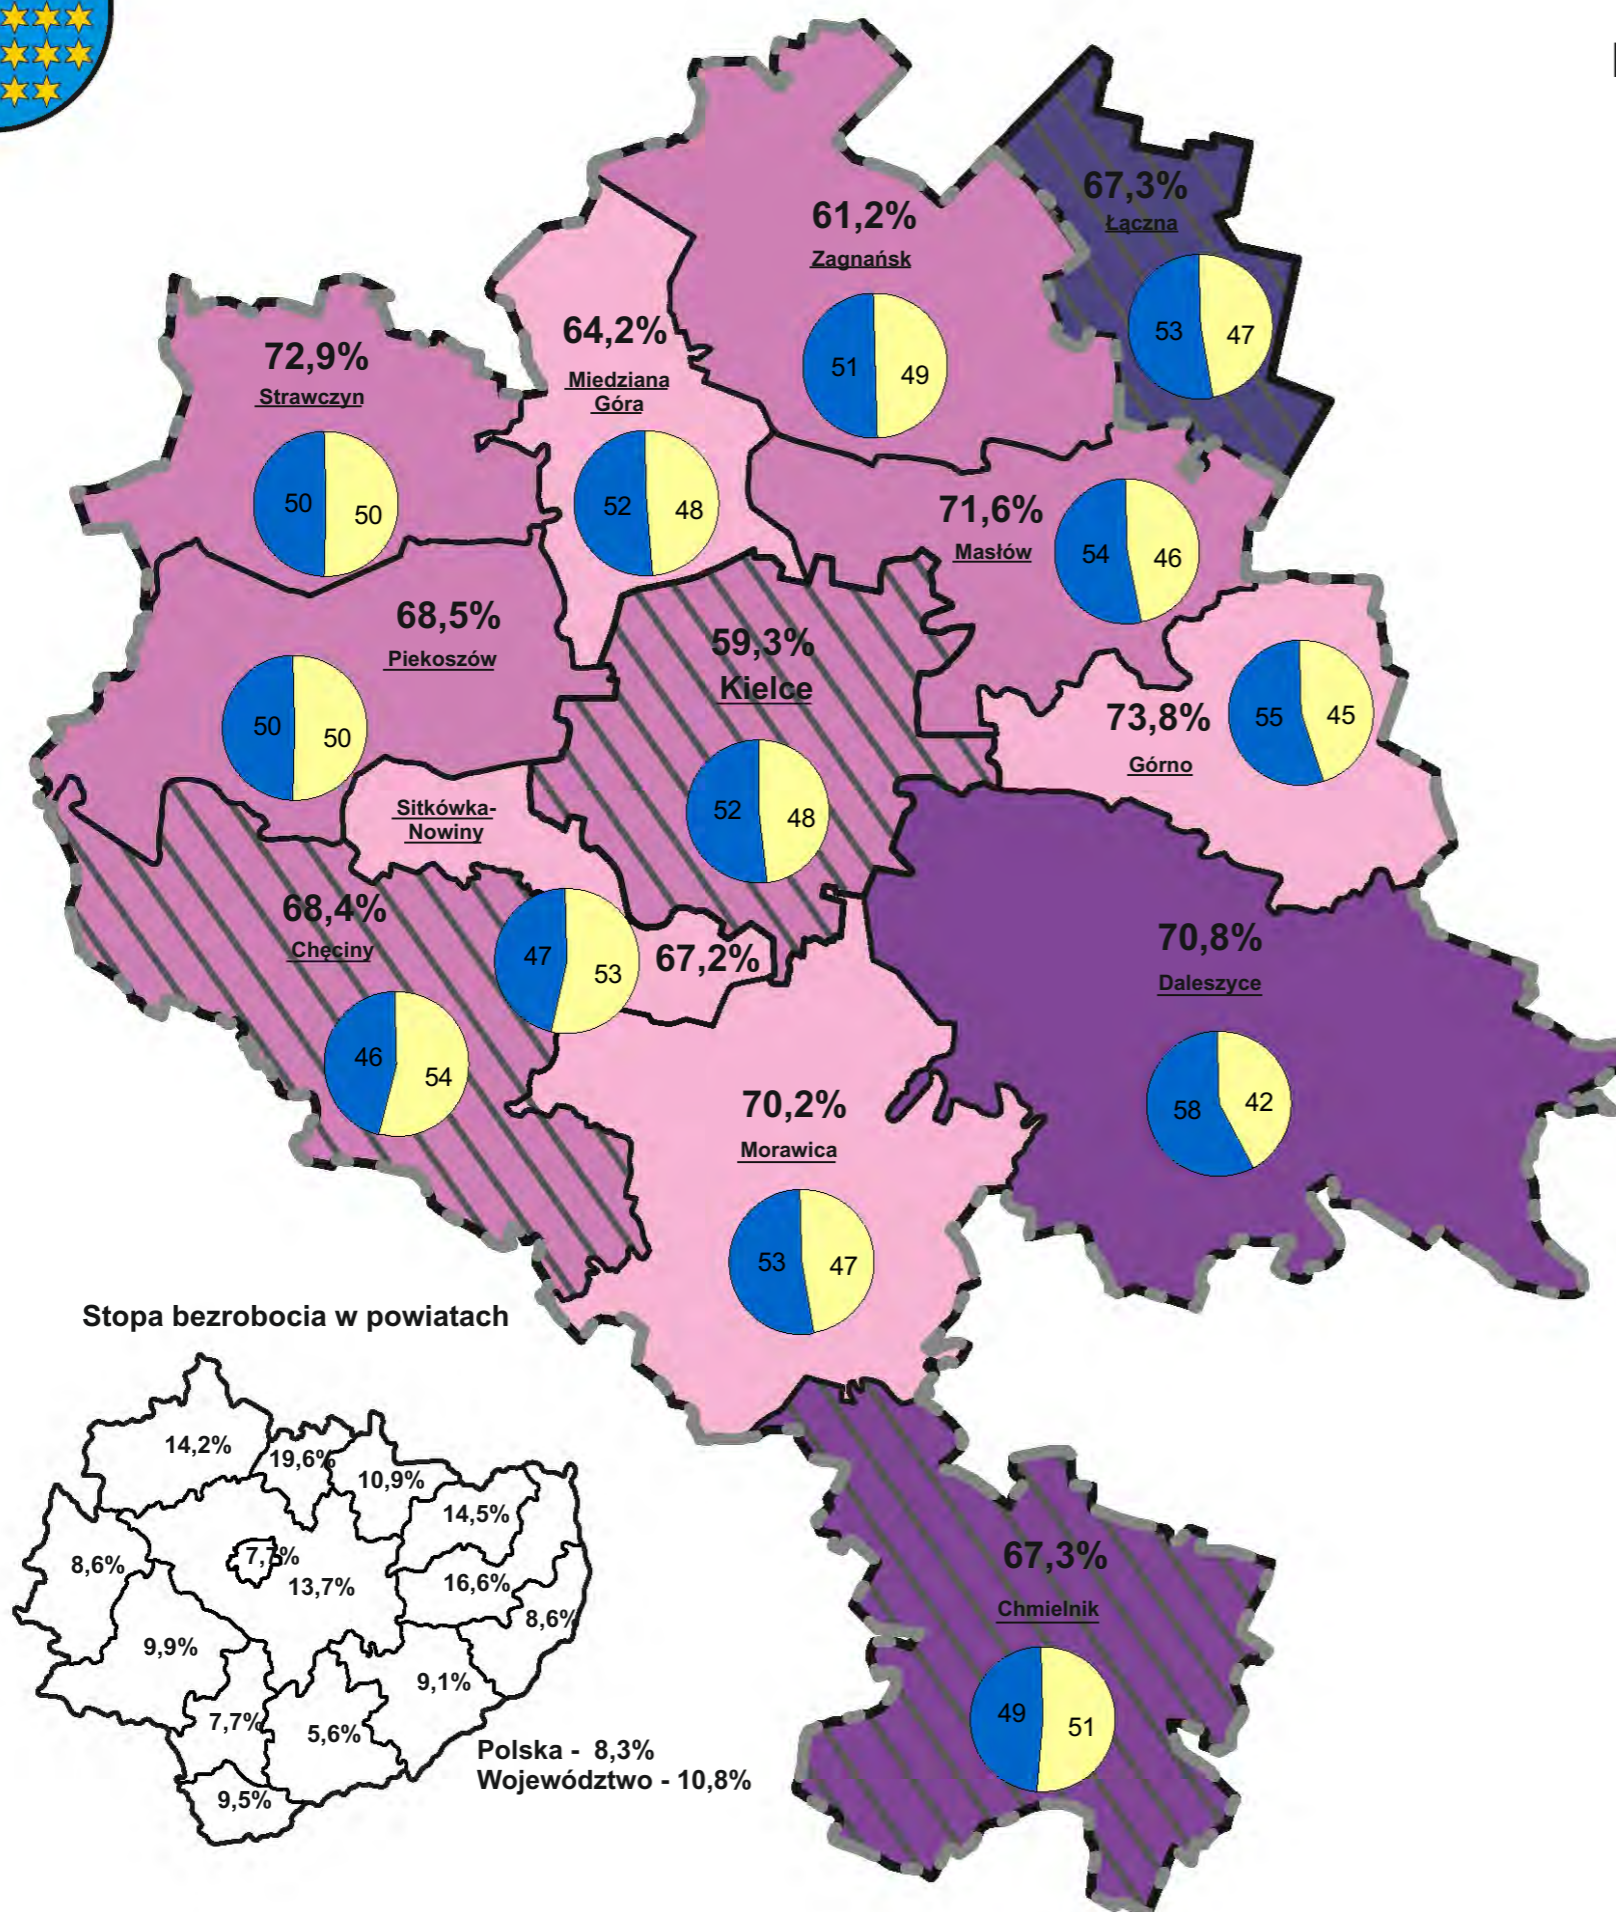 67,3%
Łączna
53
47
61,2%
Zagnańsk
51
49
64,2%
Miedziana
Góra
52
48
72,9%
Strawczyn
50
50
71,6%
Masłów
54
46
68,5%
Piekoszów
50
50
59,3%
Kielce
52
48
73,8%
Górno
55
45
Sitkówka-
Nowiny
67,2%
47
53
68,4%
Chęciny
46
54
70,8%
Daleszyce
58
42
70,2%
Morawica
53
47
67,3%
Chmielnik
49
51
Stopa bezrobocia w powiatach
14,2%
19,6%
10,9%
14,5%
8,6%
7,7%
13,7%
16,6%
8,6%
9,9%
9,1%
7,7%
5,6%
9,5%
Polska - 8,3%
Województwo - 10,8%